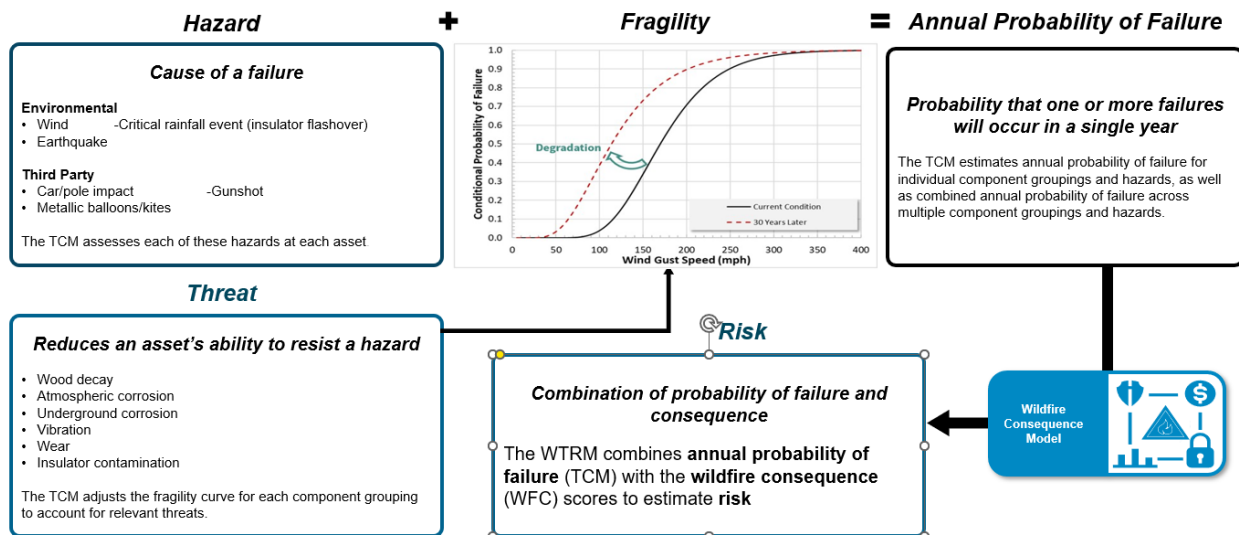 Hazard
+
Fragility
=
Annual Probability of Failure
Cause of a failure
Environmental
• Wind -Critical rainfall event (insulator flashover)
• Earthquake
Third Party
• Car/pole impact -Gunshot
• Metallic balloons/kites
The TCM assesses each of these hazards at each asset
Conditional Probability of Failure
1.0
0.9
0.8
0.7
0.6
0.5
0.4
0.3
0.2
0.1
0.0
Degradation
Current Condition
30 Years Later
0 50 100 150 200 250 300 350 400
Wind Gust Speed (mph)
Probability that one or more failures
will occur in a single year
The TCM estimates annual probability of failure for
individual component groupings and hazards, as well
as combined annual probability of failure across
multiple component groupings and hazards.
Threat
Reduces an asset's ability to resist a hazard
• Wood decay
• Atmospheric corrosion
• Underground corrosion
• Vibration
• Wear
• Insulator contamination
The TCM adjusts the fragility curve for each component grouping
to account for relevant threats.
Risk
Combination of probability of failure and
consequence
The WTRM combines annual probability of
failure (TCM) with the wildfire consequence
(WFC) scores to estimate risk
Wildfire
Consequence
Model
$